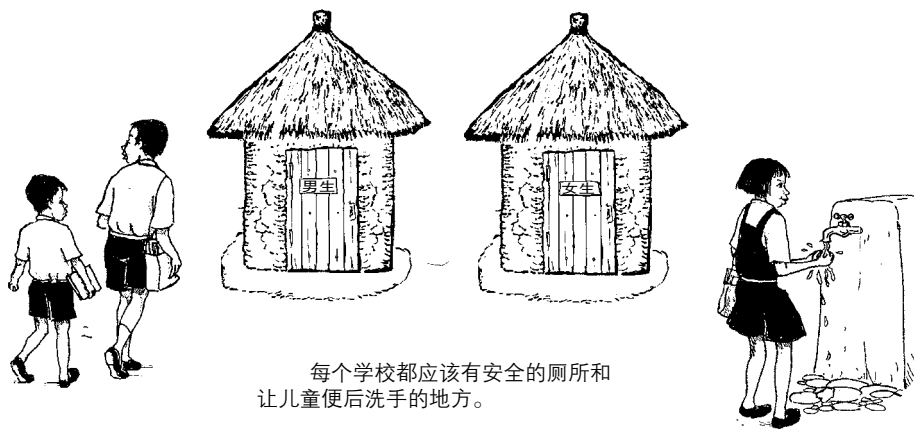 男生
女生
每个学校都应该有安全的厕所和
让儿童便后洗手的地方。